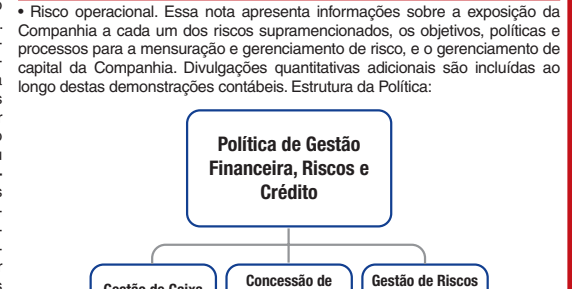 • Risco operacional. Essa nota apresenta informações sobre a exposição da
Companhia a cada um dos riscos supramencionados, os objetivos, políticas e
processos para a mensuração e gerenciamento de risco, e o gerenciamento de
capital da Companhia. Divulgações quantitativas adicionais são incluídas ao
longo destas demonstrações contábeis. Estrutura da Política:
Política de Gestão
Financeira, Riscos e
Crédito
Gestão de Caixa
Concessão de
Gestão de Riscos